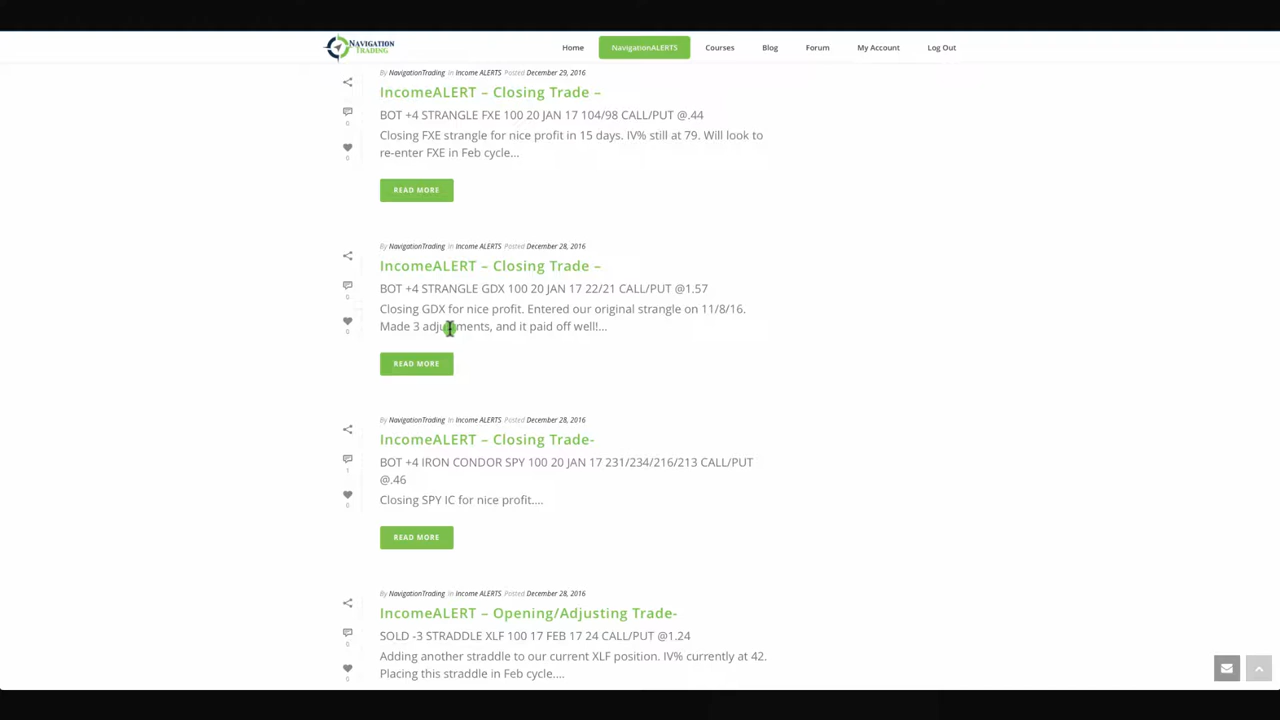 NAVIGATION
TRADING
Home
NavigationALERTS
Courses
Blog
Forum
My Account
Log Out
By NavigationTrading In Income ALERTS Posted December 29, 2016
IncomeALERT – Closing Trade –
BOT +4 STRANGLE FXE 100 20 JAN 17 104/98 CALL/PUT @.44
Closing FXE strangle for nice profit in 15 days. IV% still at 79. Will look to
re-enter FXE in Feb cycle...
0
0
READ MORE
By NavigationTrading In Income ALERTS Posted December 28, 2016
IncomeALERT – Closing Trade –
BOT +4 STRANGLE GDX 100 20 JAN 17 22/21 CALL/PUT @1.57
Closing GDX for nice profit. Entered our original strangle on 11/8/16.
Made 3 adjustments, and it paid off well!...
0
0
READ MORE
By NavigationTrading In Income ALERTS Posted December 28, 2016
IncomeALERT – Closing Trade-
BOT +4 IRON CONDOR SPY 100 20 JAN 17 231/234/216/213 CALL/PUT
@.46
Closing SPY IC for nice profit....
1
0
READ MORE
By NavigationTrading In Income ALERTS Posted December 28, 2016
IncomeALERT – Opening/Adjusting Trade-
SOLD -3 STRADDLE XLF 100 17 FEB 17 24 CALL/PUT @1.24
Adding another straddle to our current XLF position. IV% currently at 42.
Placing this straddle in Feb cycle....
0
0